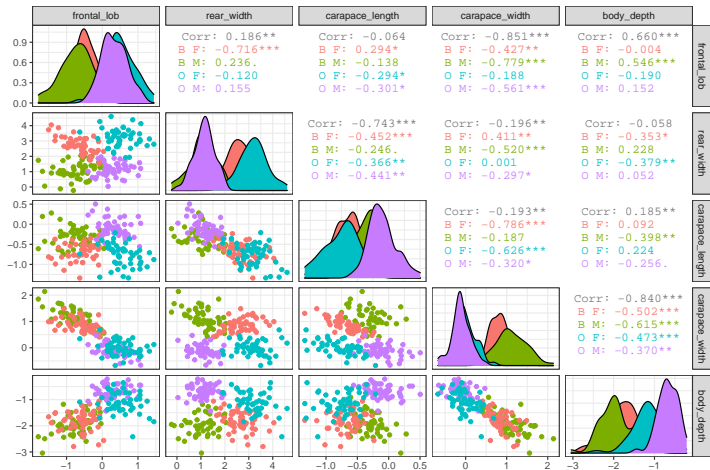 frontal_lob
rear_width
carapace_length
carapace_width
body_depth
0.9
0.6
0.3
0.0
Corr: 0.186**
B F: -0.716***
B M: 0.236.
O F: -0.120
O M: 0.155
Corr: -0.064
B F: 0.294*
B M: -0.138
O F: -0.294*
O M: -0.301*
Corr: -0.851***
B F: -0.427**
B M: -0.779***
O F: -0.188
O M: -0.561***
Corr: 0.660***
B F: -0.004
B M: 0.546***
O F: -0.190
O M: 0.152
frontal_lob
4
3
2
1
0
Corr: -0.743***
B F: -0.452***
B M: -0.246.
O F: -0.366**
O M: -0.441**
Corr: -0.196**
B F: 0.411**
B M: -0.520***
O F: 0.001
O M: -0.297*
Corr: -0.058
B F: -0.353*
B M: 0.228
O F: -0.379**
O M: 0.052
rear_width
0.5
0.0
-0.5
-1.0
Corr: -0.193**
B F: -0.786***
B M: -0.187
O F: -0.626***
O M: -0.320*
Corr: 0.185**
B F: 0.092
B M: -0.398**
O F: 0.224
O M: -0.256.
carapace_length
2
1
0
Corr: -0.840***
B F: -0.502***
B M: -0.615***
O F: -0.473***
O M: -0.370**
carapace_width
-1
-2
-3
body_depth
-1
0
1
0
1
2
3
4
-1.0
-0.5
0.0
0.5
0
1
2
-3
-2
-1